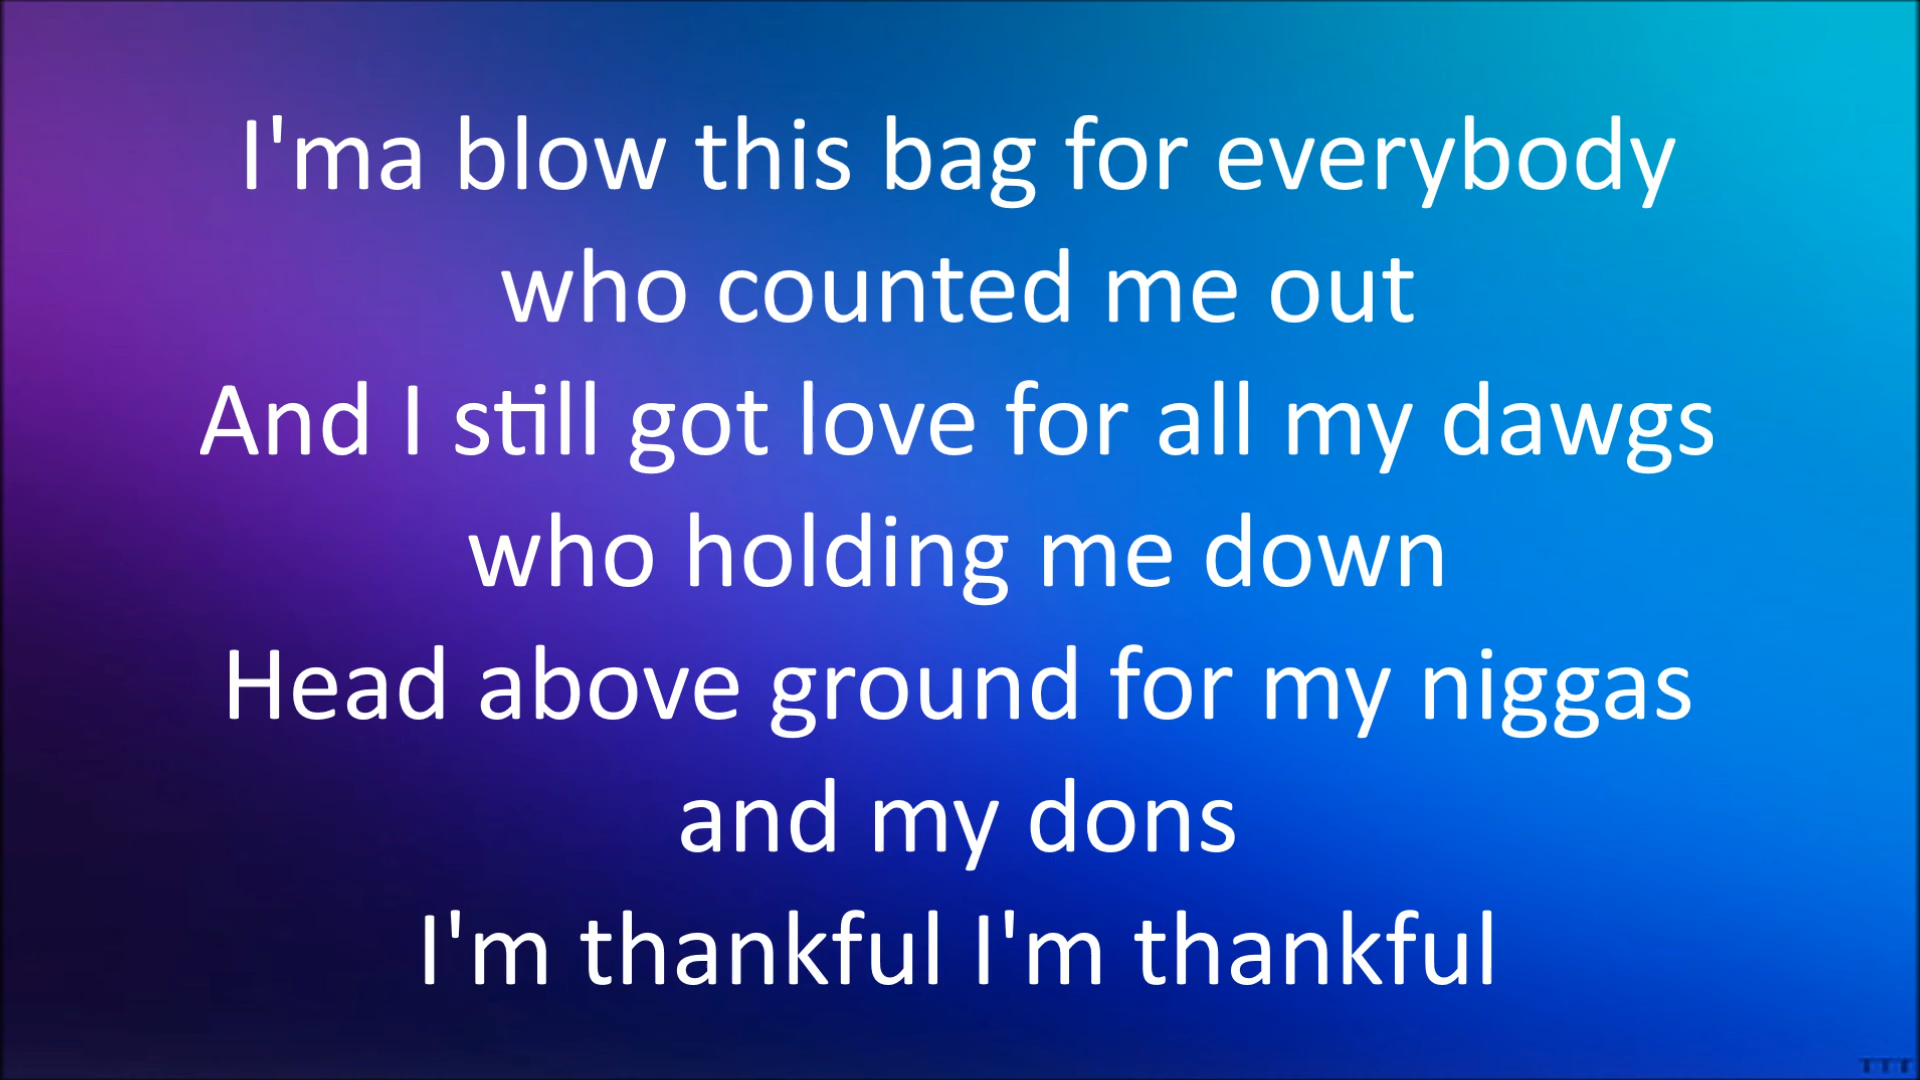 I'ma blow this bag for everybody
who counted me out
And I still got love for all my dawgs
who holding me down
Head above ground for my niggas
and my dons
I'm thankful I'm thankful
TTT